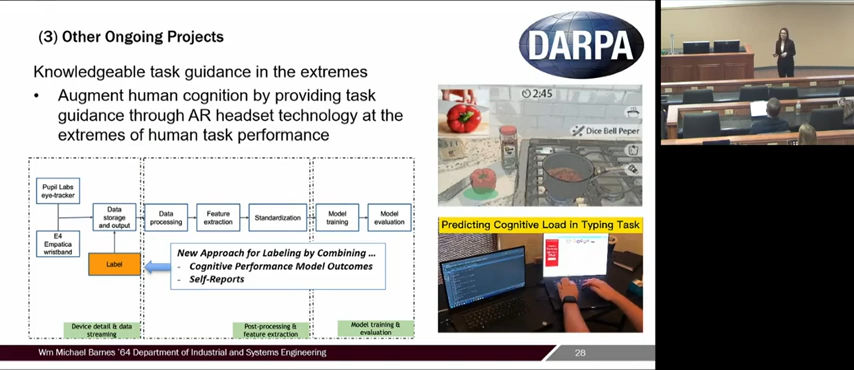 (3) Other Ongoing Projects
DARPA
Knowledgeable task guidance in the extremes
• Augment human cognition by providing task
guidance through AR headset technology at the
extremes of human task performance
2:45
Dice Bell Peper
Pupil Labs
eye-tracker
E4
Empatica
wristband
Data
storage
and output
Data
processing
Feature
extraction
Standardization
Model
training
Model
evaluation
Label
New Approach for Labeling by Combining ...
- Cognitive Performance Model Outcomes
- Self-Reports
Device detail & data
streaming
Post-processing &
feature extraction
Model training &
evaluation
Predicting Cognitive Load in Typing Task
Wm Michael Barnes '64 Department of Industrial and Systems Engineering
28